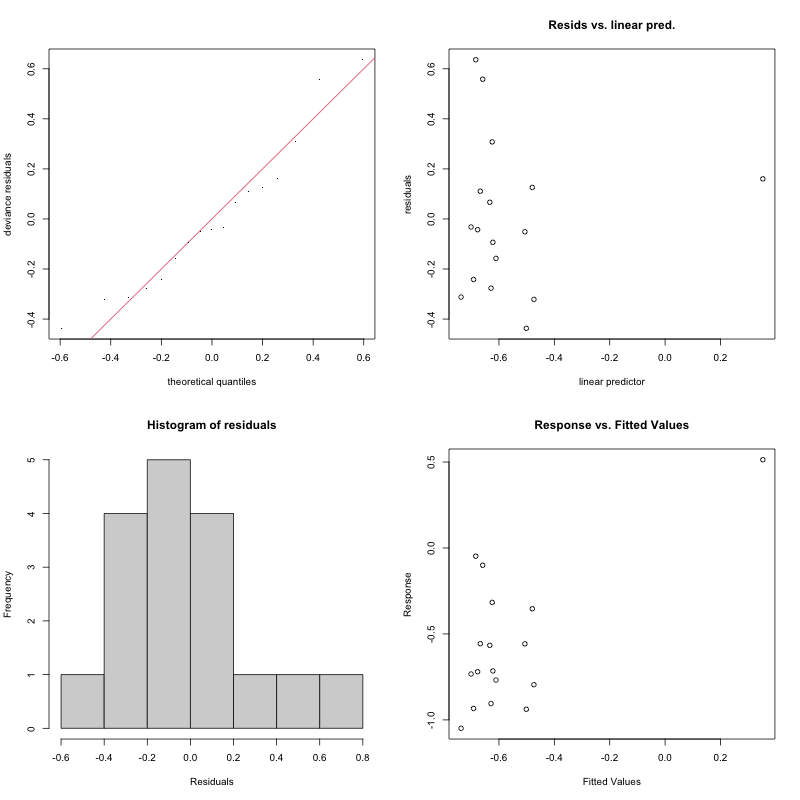 deviance residuals
0.6
0.4
0.2
0.0
-0.2
-0.4
-0.6 -0.4 -0.2 0.0 0.2 0.4 0.6
theoretical quantiles
Resids vs. linear pred.
residuals
0.6
0.4
0.2
0.0
-0.2
-0.4
-0.6 -0.4 -0.2 0.0 0.2
linear predictor
Histogram of residuals
Frequency
5
4
3
2
1
0
-0.6 -0.4 -0.2 0.0 0.2 0.4 0.6 0.8
Residuals
Response vs. Fitted Values
Response
0.5
0.0
-0.5
-1.0
-0.6 -0.4 -0.2 0.0 0.2
Fitted Values